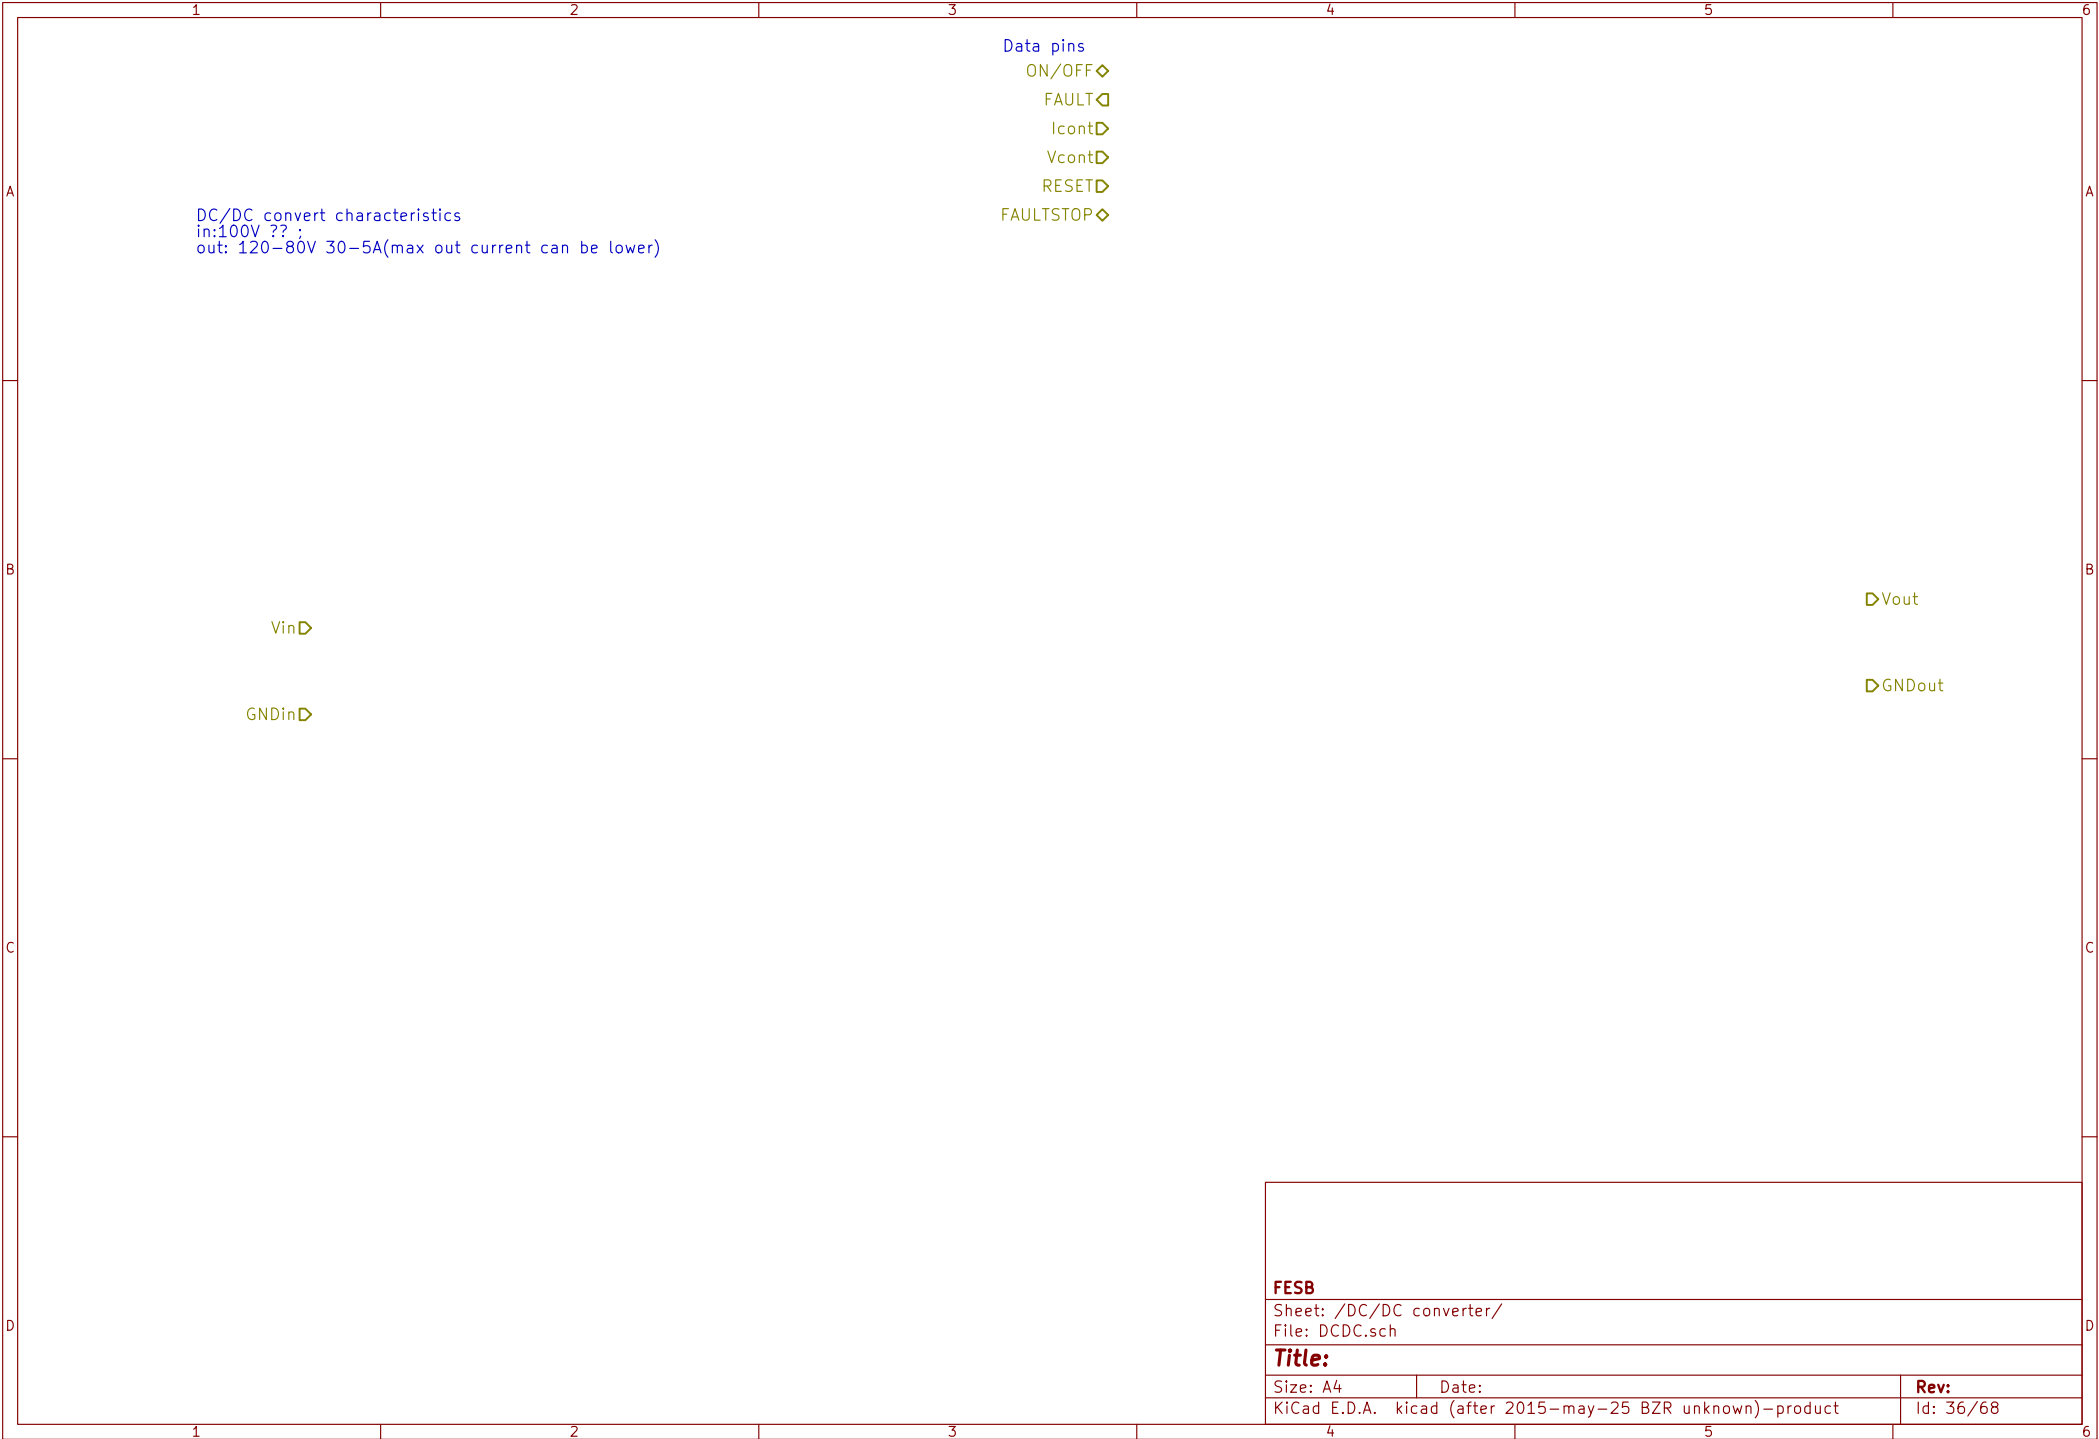 1 2 3 4 5 6
Data pins
ON/OFF
FAULT
Icont
Vcont
RESET
A A
FAULTSTOP
DC/DC convert characteristics
in:100V ?? ;
out: 120-80V 30-5A(max out current can be lower)
B B
Vout
Vin
GNDout
GNDin
C C
FESB
Sheet: /DC/DC converter/
File: DCDC.sch
D D
Title:
Size: A4 Date: Rev:
KiCad E.D.A. kicad (after 2015-may-25 BZR unknown)-product Id: 36/68
1 2 3 4 5 6